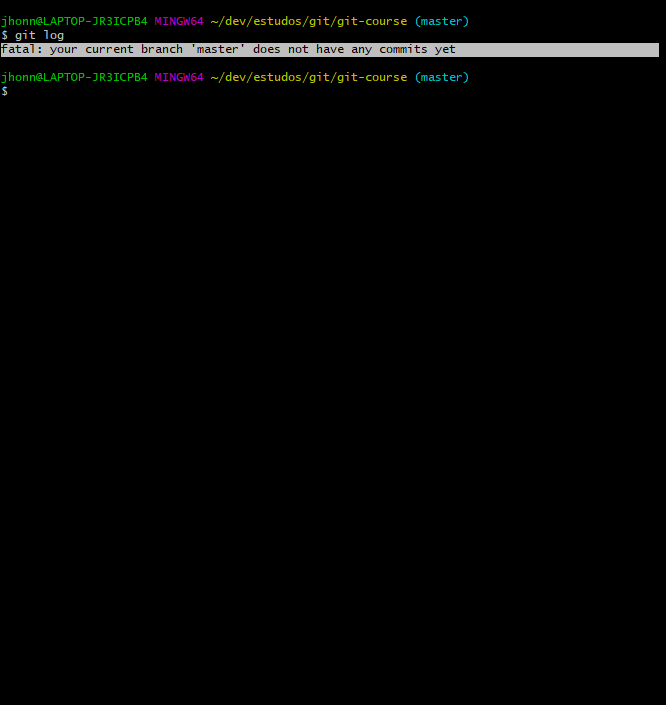 jhonn@LAPTOP-JR3ICPB4 MINGW64 ~/dev/estudos/git/git-course (master)
$ git log
fatal: your current branch 'master' does not have any commits yet
jhonn@LAPTOP-JR3ICPB4 MINGW64 ~/dev/estudos/git/git-course (master)
$